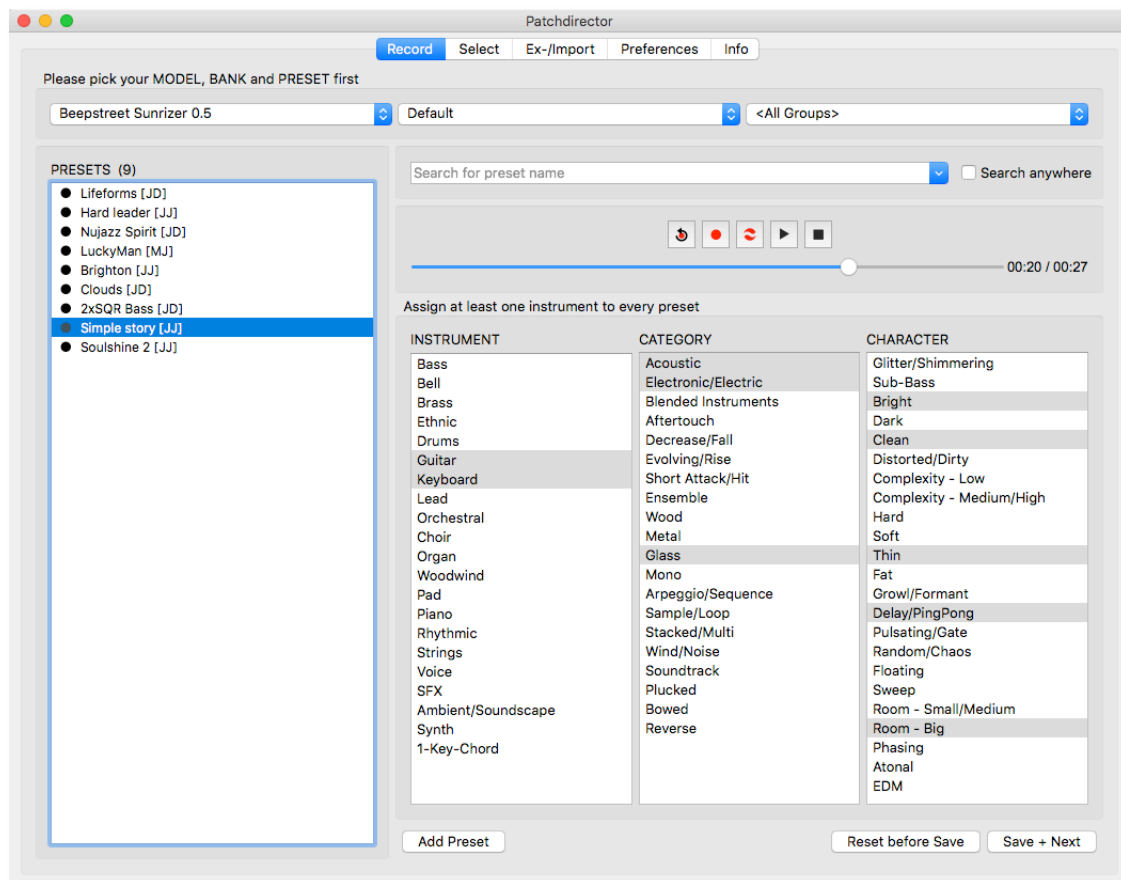 Patchdirector
Record Select Ex-/Import Preferences Info
Please pick your MODEL, BANK and PRESET first
Beepstreet Sunrizer 0.5 Default <All Groups>
PRESETS (9)
Lifeforms [JD]
Hard leader [JJ]
Nujazz Spirit [JD]
LuckyMan [MJ]
Brighton [JJ]
Clouds [JD]
2xSQR Bass [JD]
Simple story [JJ]
Soulshine 2 [JJ]
Search for preset name Search anywhere
00:20 / 00:27
Assign at least one instrument to every preset
INSTRUMENT
Bass
Bell
Brass
Ethnic
Drums
Guitar
Keyboard
Lead
Orchestral
Choir
Organ
Woodwind
Pad
Piano
Rhythmic
Strings
Voice
SFX
Ambient/Soundscape
Synth
1-Key-Chord
CATEGORY
Acoustic
Electronic/Electric
Blended Instruments
Aftertouch
Decrease/Fall
Evolving/Rise
Short Attack/Hit
Ensemble
Wood
Metal
Glass
Mono
Arpeggio/Sequence
Sample/Loop
Stacked/Multi
Wind/Noise
Soundtrack
Plucked
Bowed
Reverse
CHARACTER
Glitter/Shimmering
Sub-Bass
Bright
Dark
Clean
Distorted/Dirty
Complexity - Low
Complexity - Medium/High
Hard
Soft
Thin
Fat
Growl/Formant
Delay/PingPong
Pulsating/Gate
Random/Chaos
Floating
Sweep
Room - Small/Medium
Room - Big
Phasing
Atonal
EDM
Add Preset Reset before Save Save + Next